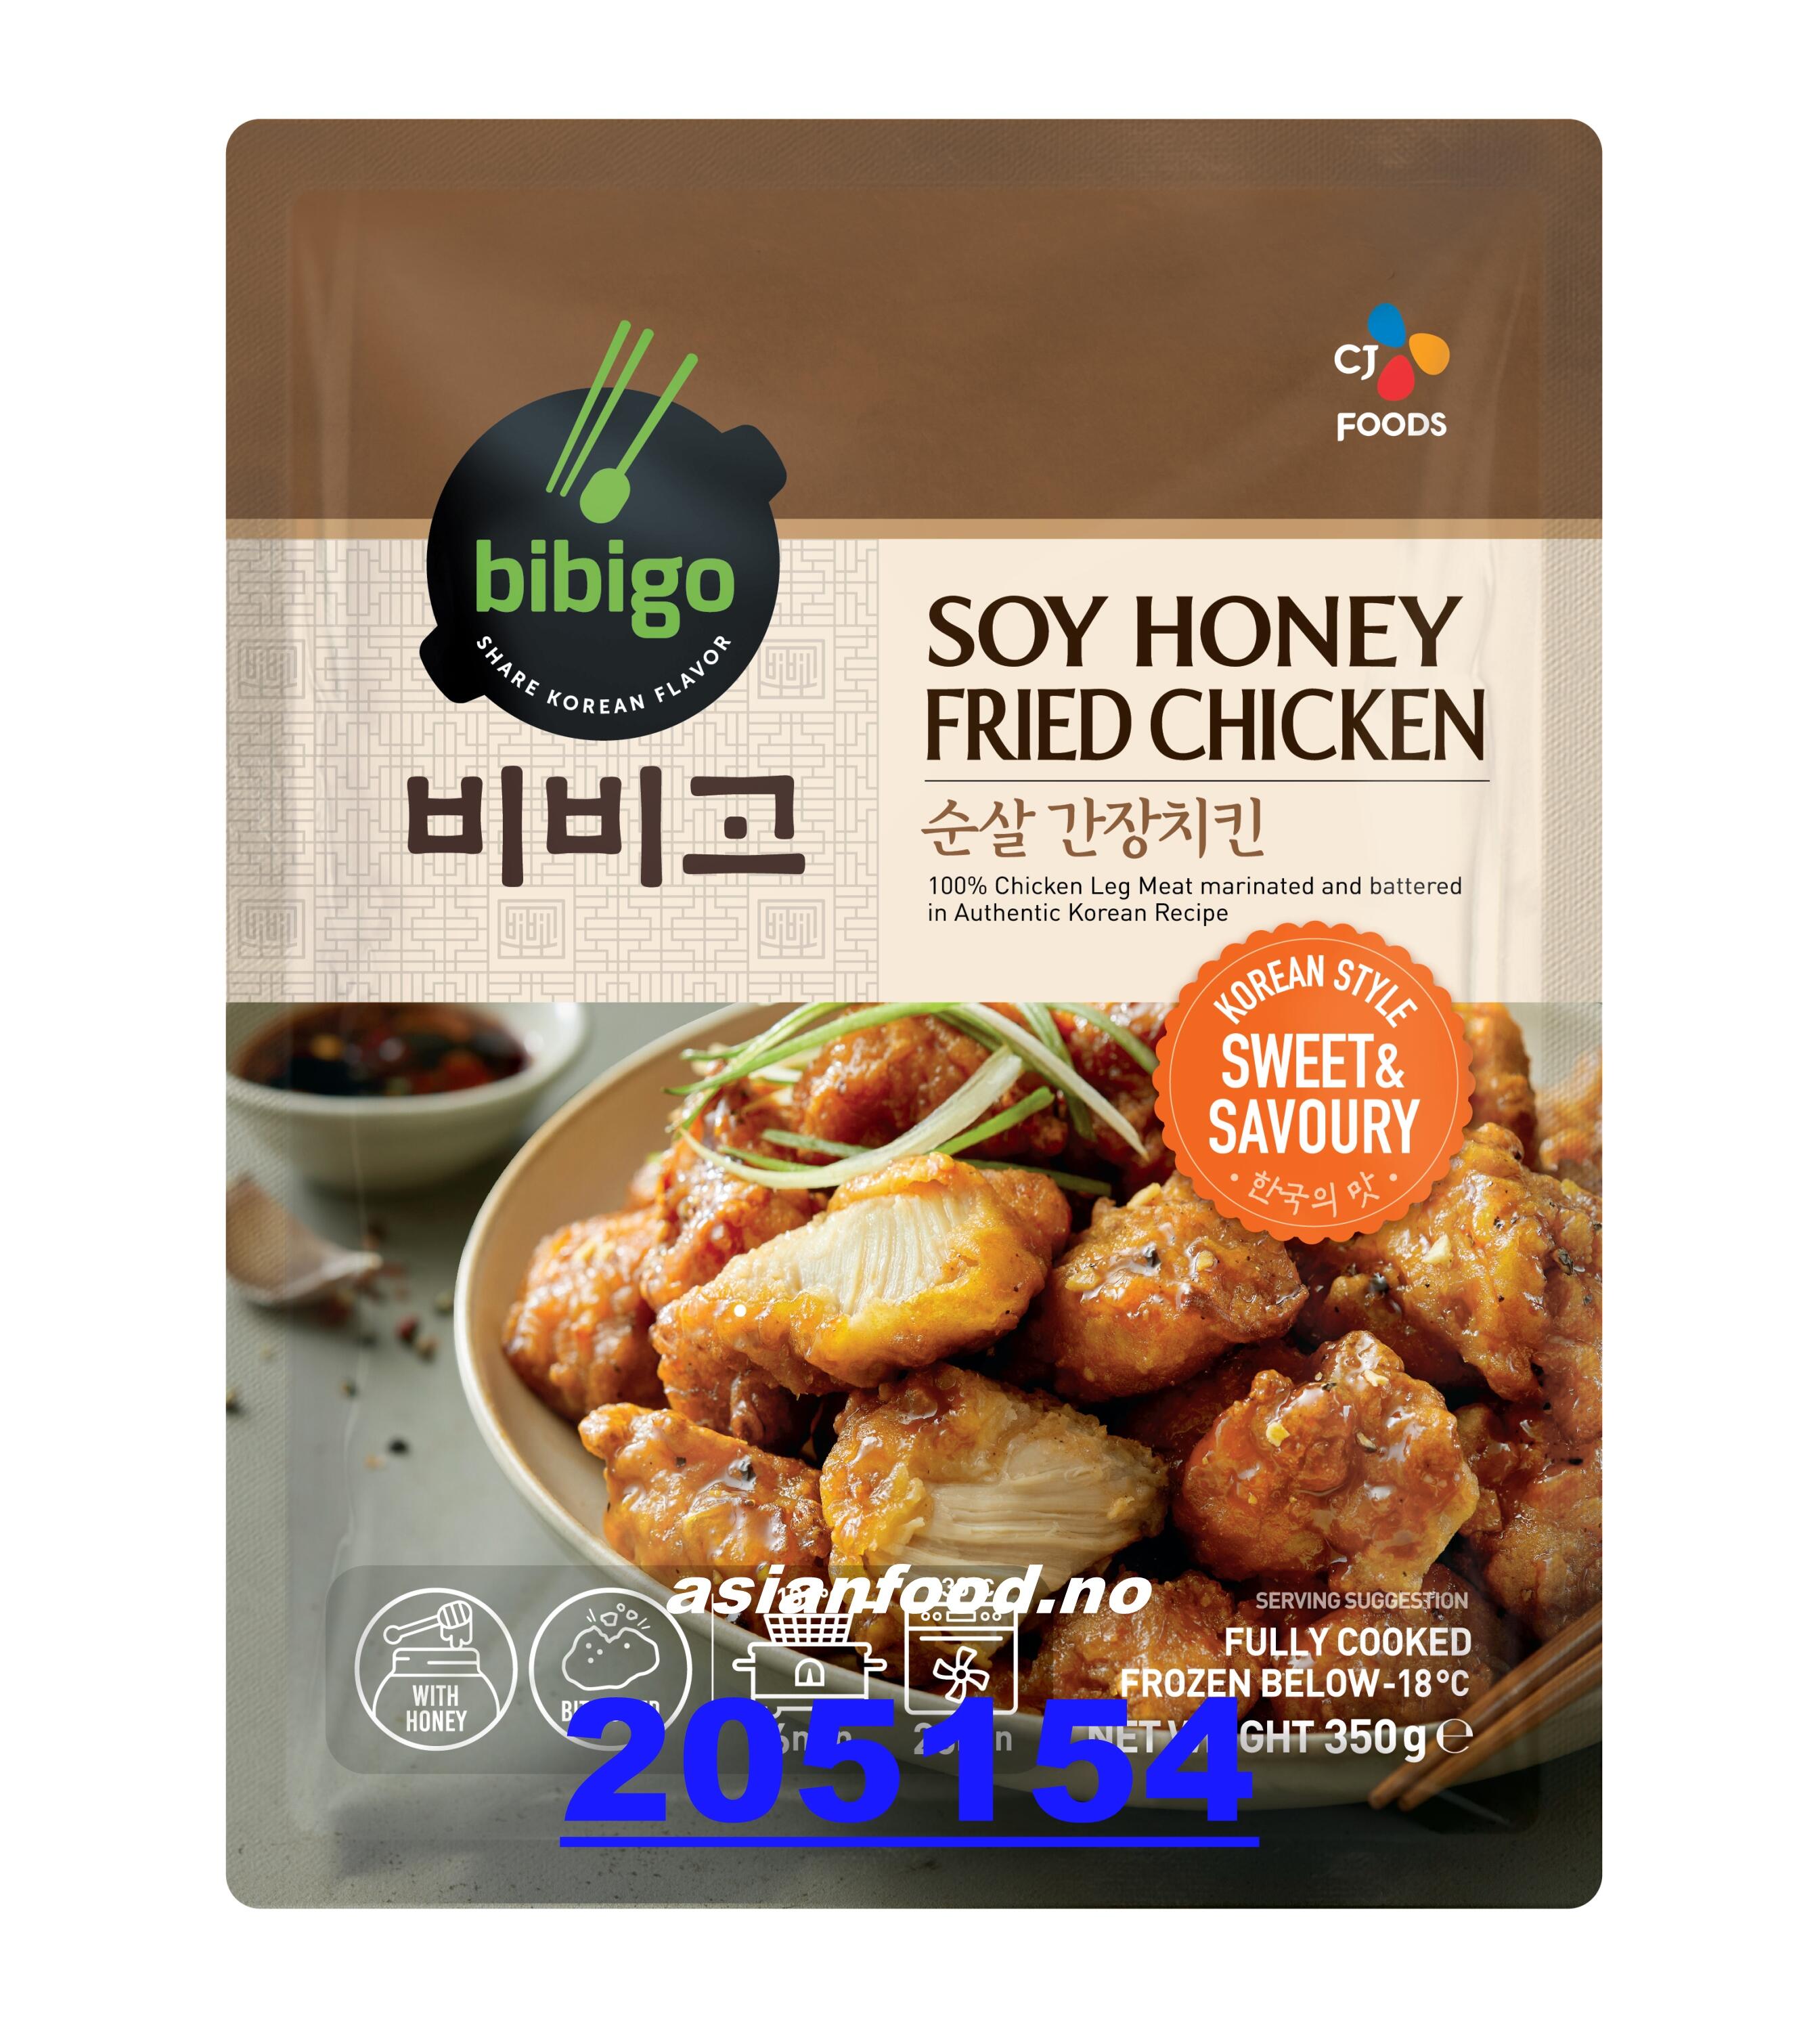 CJ
FOODS
bibigo
SHARE KOREAN FLAVOR
비비고
SOY HONEY
FRIED CHICKEN
순살 간장치킨
100% Chicken Leg Meat marinated and battered
in Authentic Korean Recipe
KOREAN STYLE
SWEET&
SAVOURY
· 한국의 맛 ·
asianfood.no
WITH
HONEY
SERVING SUGGESTION
FULLY COOKED
FROZEN BELOW-18°C
NET WEIGHT 350g℮
205154